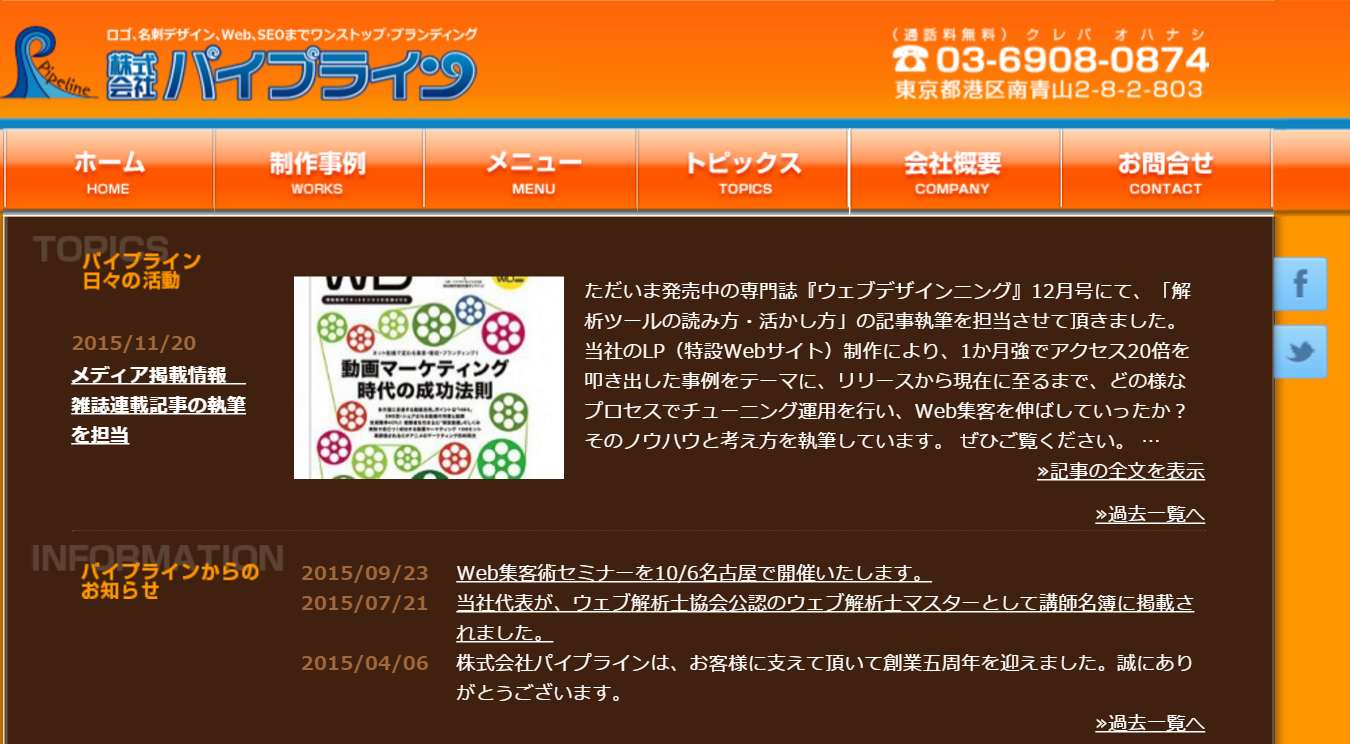 ロゴ、名刺デザイン、Web、SEOまでワンストップ・ブランディング
Pipeline
株式会社パイプライン
(通話料無料) クレバ オハナシ
☎03-6908-0874
東京都港区南青山2-8-2-803
ホーム
HOME
制作事例
WORKS
メニュー
MENU
トピックス
TOPICS
会社概要
COMPANY
お問合せ
CONTACT
TOPICS
パイプライン
日々の活動
2015/11/20
メディア掲載情報
雑誌連載記事の執筆
を担当
WD
動画マーケティング
時代の成功法則
ただいま発売中の専門誌『ウェブデザインニング』12月号にて、「解
析ツールの読み方・活かし方」の記事執筆を担当させて頂きました。
当社のLP（特設Webサイト）制作により、1か月強でアクセス20倍を
叩き出した事例をテーマに、リリースから現在に至るまで、どの様な
プロセスでチューニング運用を行い、Web集客を伸ばしていったか？
そのノウハウと考え方を執筆しています。 ぜひご覧ください。 …
»記事の全文を表示
»過去一覧へ
f
INFORMATION
パイプラインからの
お知らせ
2015/09/23 Web集客術セミナーを10/6名古屋で開催いたします。
2015/07/21 当社代表が、ウェブ解析士協会公認のウェブ解析士マスターとして講師名簿に掲載さ
れました。
2015/04/06 株式会社パイプラインは、お客様に支えて頂いて創業五周年を迎えました。誠にあり
がとうございます。
»過去一覧へ